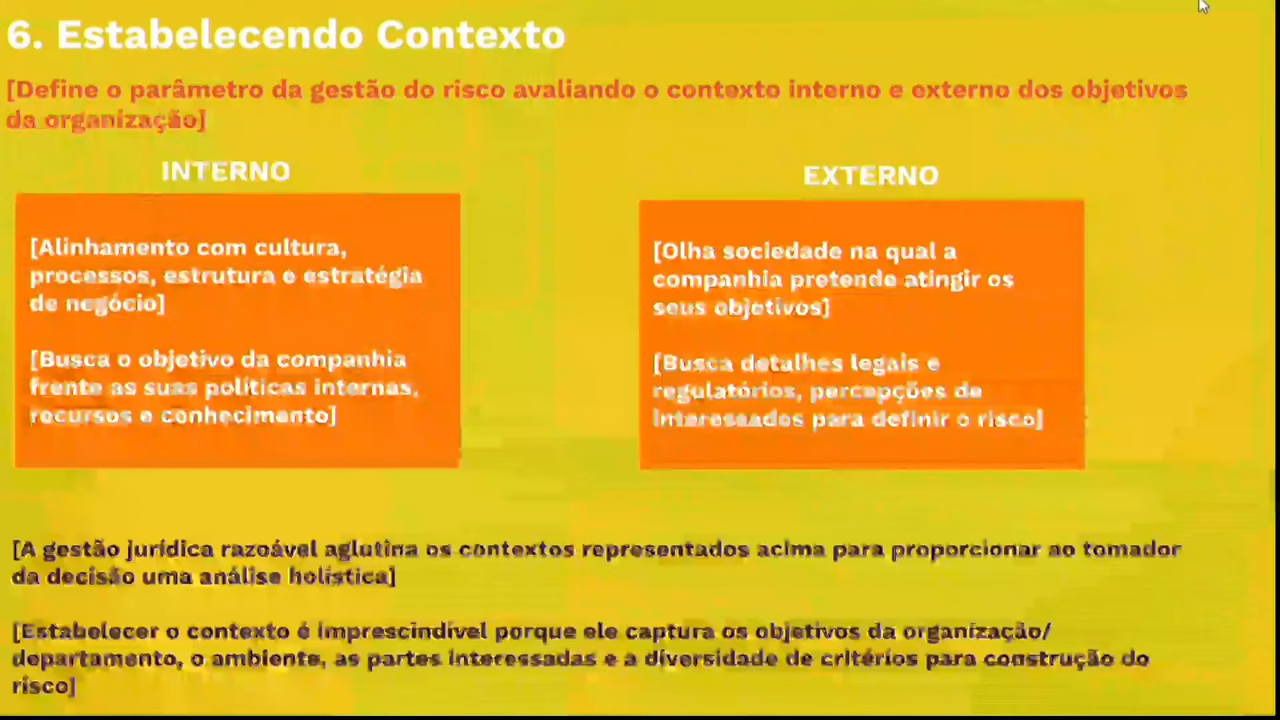 6. Estabelecendo Contexto
[Define o parâmetro da gestão do risco avaliando o contexto interno e externo dos objetivos
da organização]
INTERNO
[Alinhamento com cultura,
processos, estrutura e estratégia
de negócio]
[Busca o objetivo da companhia
frente as suas políticas internas,
recursos e conhecimento]
EXTERNO
[Olha sociedade na qual a
companhia pretende atingir os
seus objetivos]
[Busca detalhes legais e
regulatórios, percepções de
interessados para definir o risco]
[A gestão jurídica razoável aglutina os contextos representados acima para proporcionar ao tomador
da decisão uma análise holística]
[Estabelecer o contexto é imprescindível porque ele captura os objetivos da organização/
departamento, o ambiente, as partes interessadas e a diversidade de critérios para construção do
risco]